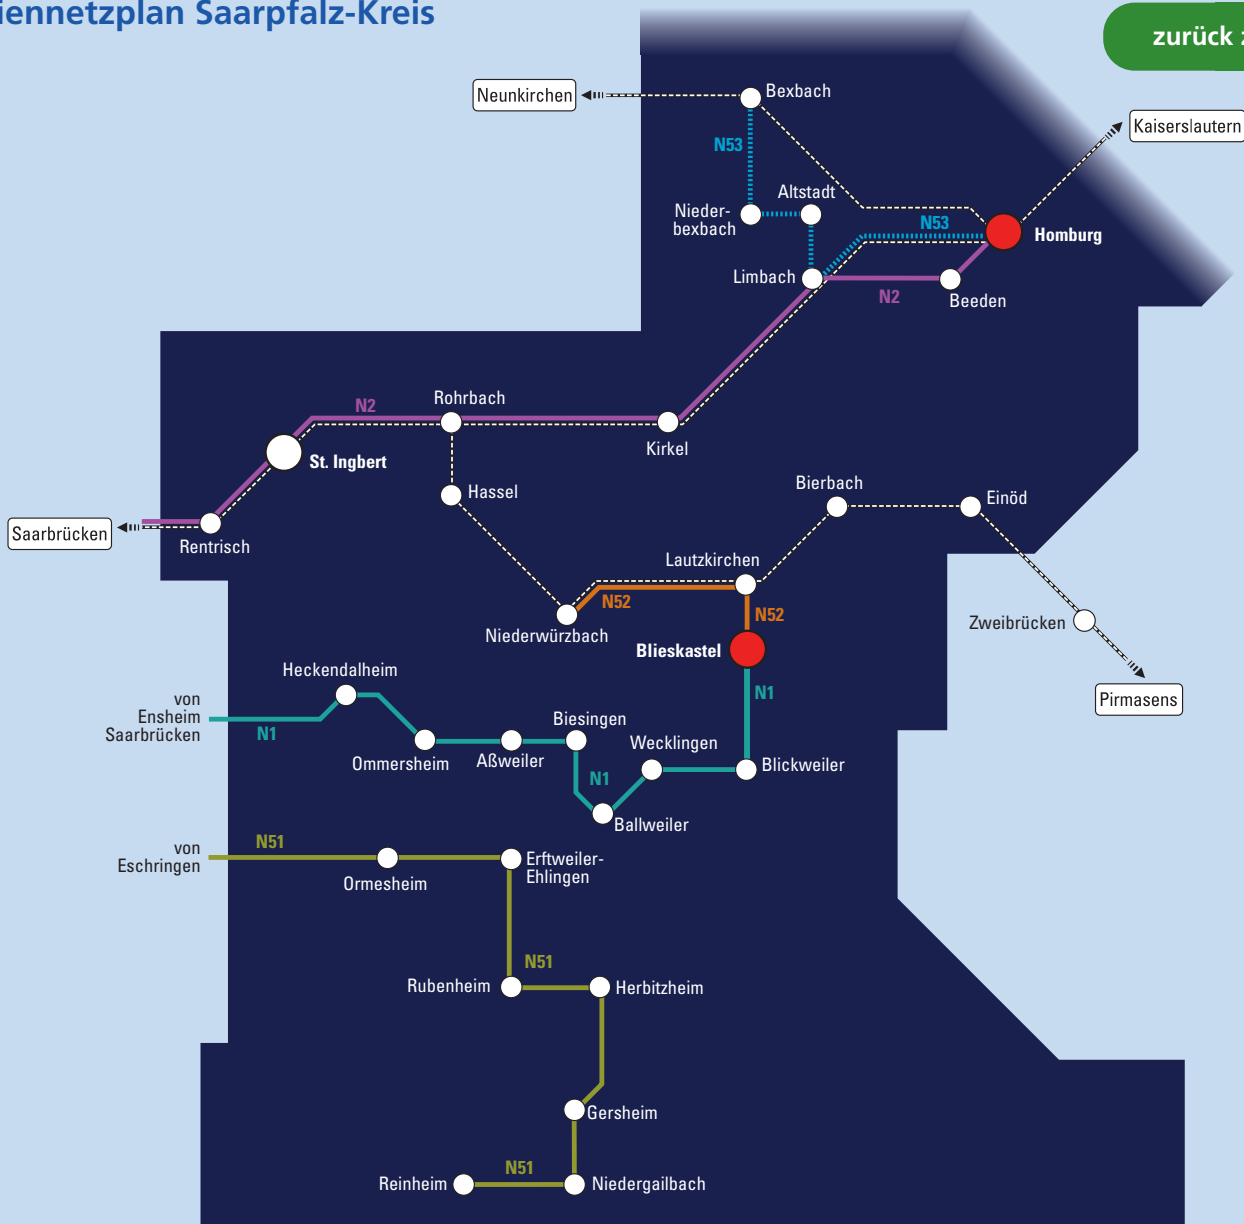 iennetzplan Saarpfalz-Kreis
zurück z
Neunkirchen
Bexbach
Kaiserslautern
N53
Altstadt
Nieder-
bexbach
N53
Homburg
Limbach
N2
Beeden
Rohrbach
N2
Kirkel
St. Ingbert
Hassel
Bierbach
Einöd
Saarbrücken
Rentrisch
Lautzkirchen
N52
N52
Niederwürzbach
Zweibrücken
Blieskastel
Heckendalheim
N1
Pirmasens
von
Ensheim
Saarbrücken
N1
Biesingen
Wecklingen
Ommersheim
Aßweiler
Blickweiler
N1
Ballweiler
N51
von
Eschringen
Erftweiler-
Ehlingen
Ormesheim
N51
Rubenheim
Herbitzheim
Gersheim
N51
Reinheim
Niedergailbach